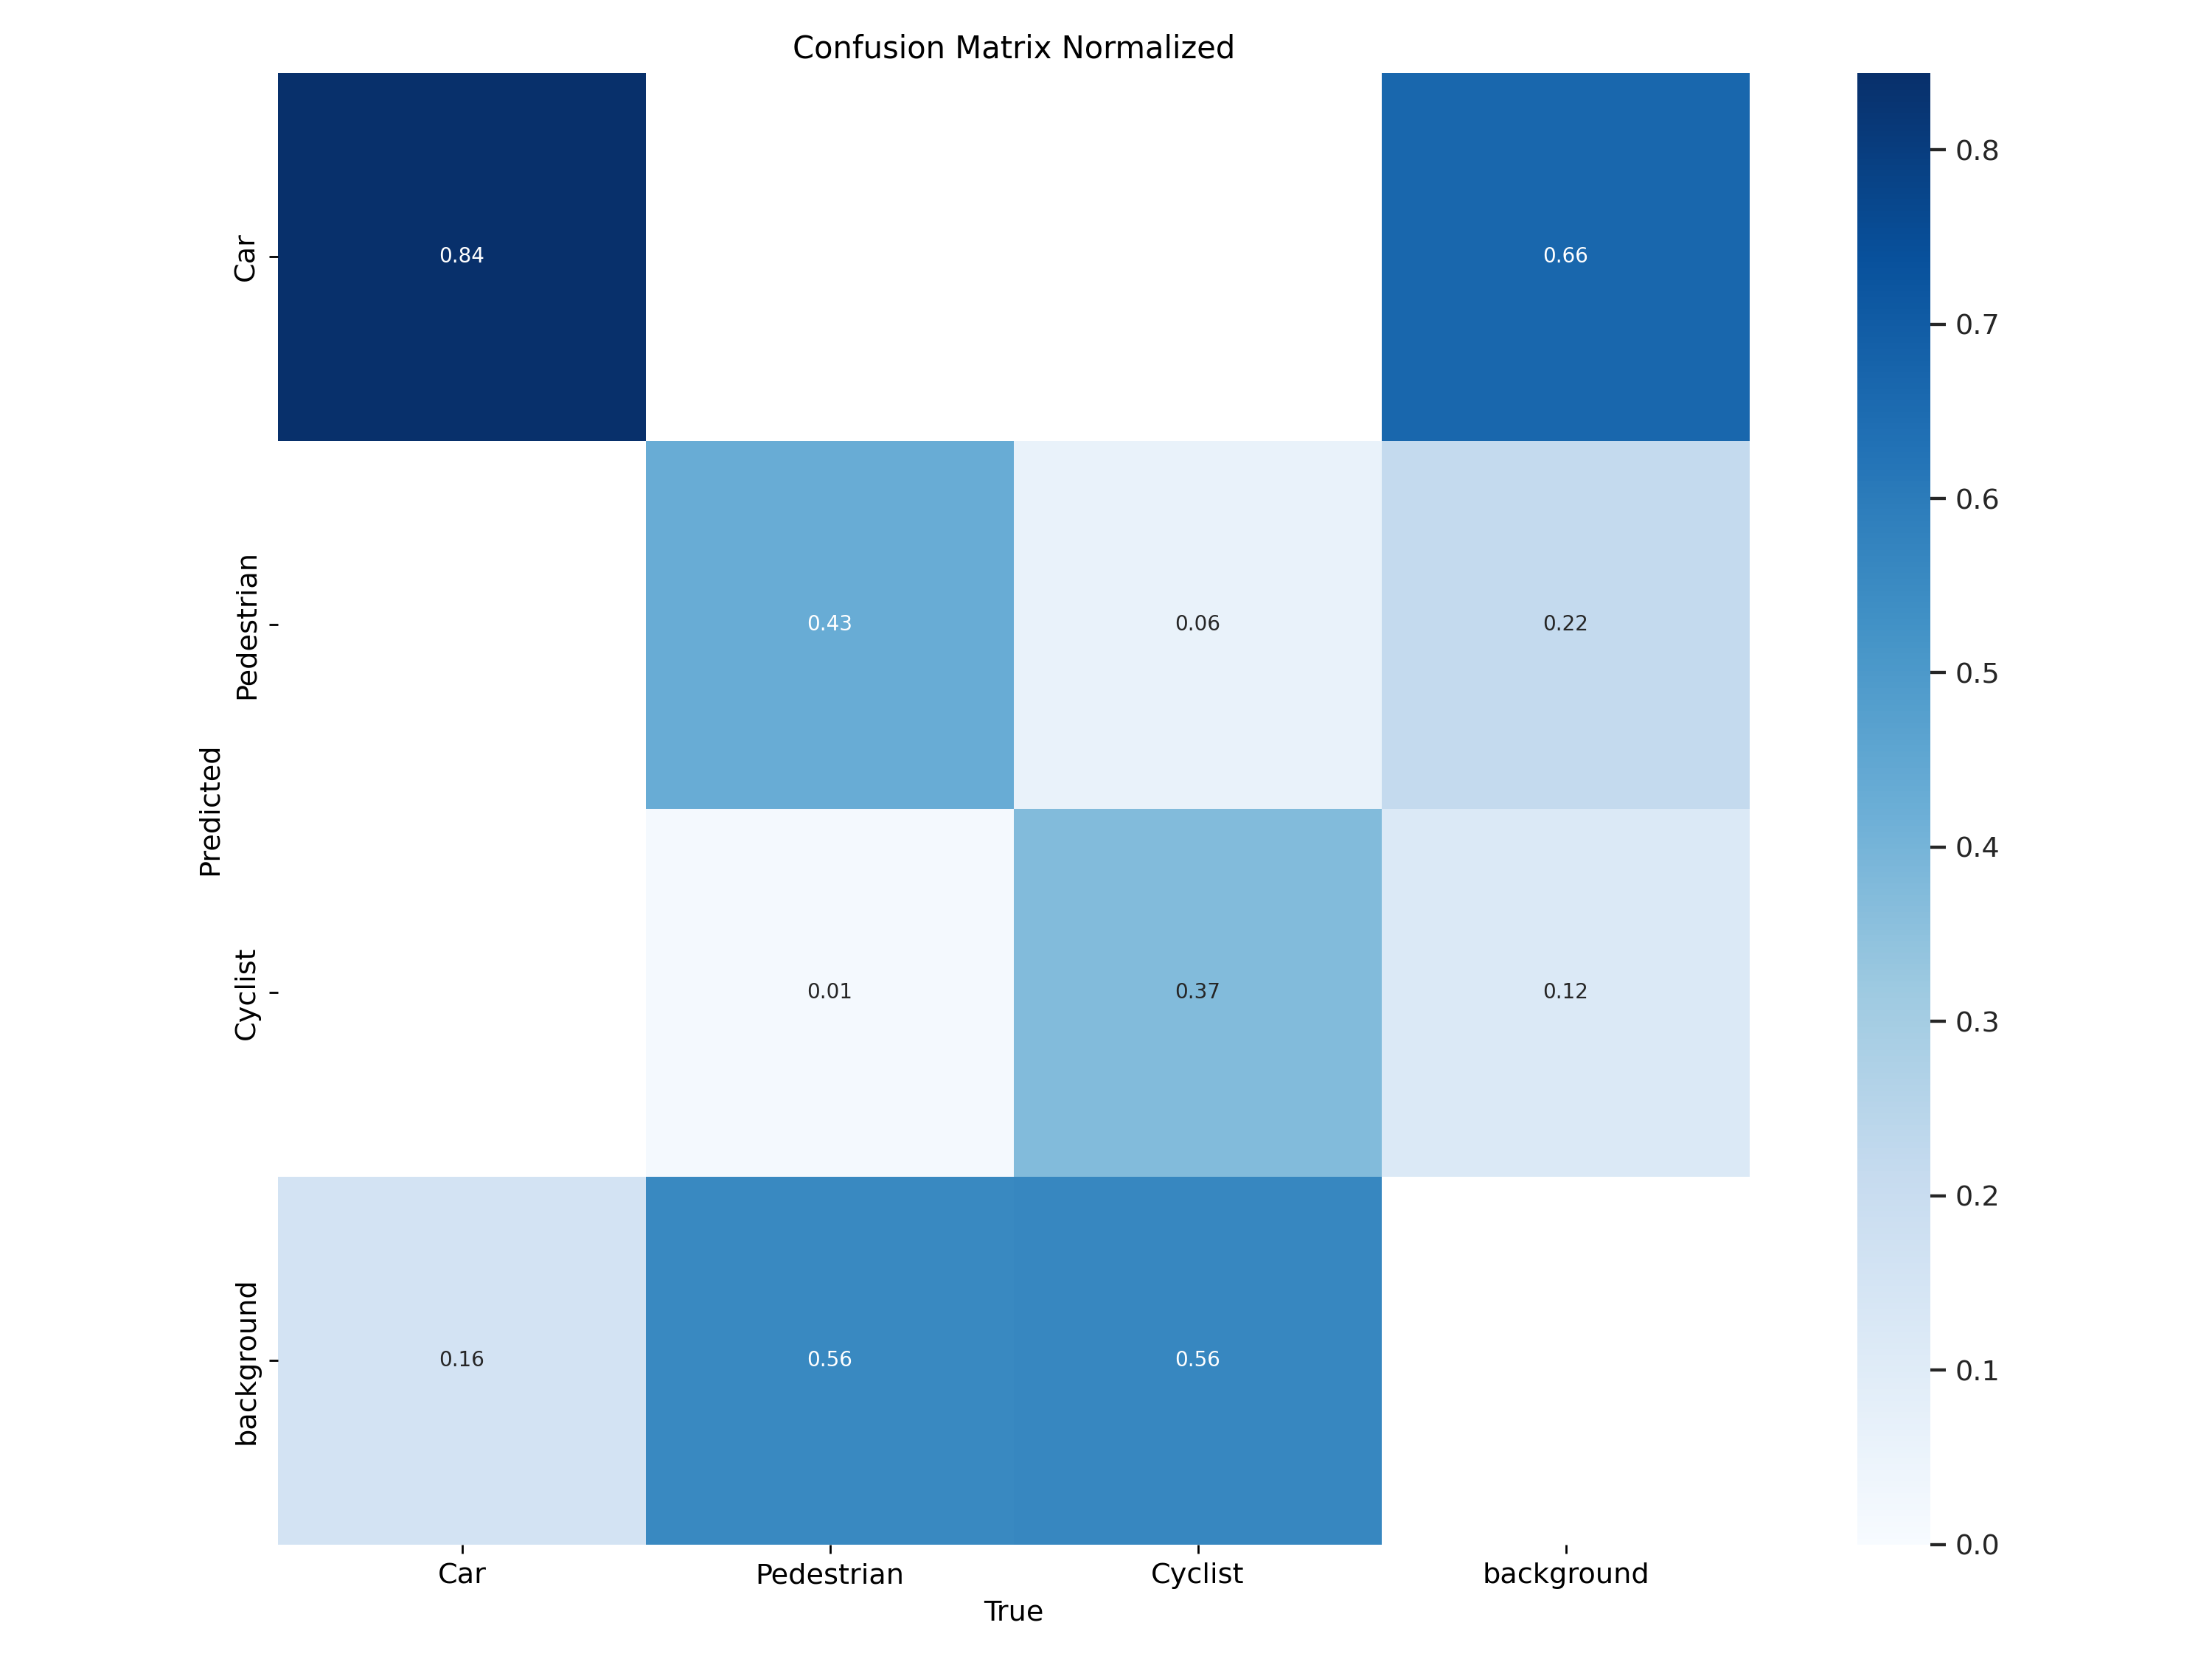 Confusion Matrix Normalized
Car
0.84
0.66
0.8
0.7
0.6
Pedestrian
0.43
0.06
0.22
0.5
0.4
Predicted
Cyclist
0.01
0.37
0.12
0.3
0.2
background
0.16
0.56
0.56
0.1
0.0
Car
Pedestrian
Cyclist
background
True